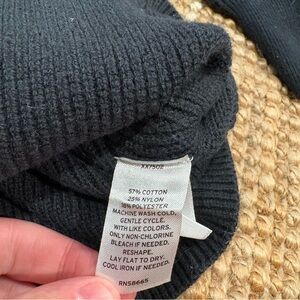 XX7502
57% COTTON
25% NYLON
18% POLYESTER
MACHINE WASH COLD,
GENTLE CYCLE,
WITH LIKE COLORS.
ONLY NON-CHLORINE
BLEACH IF NEEDED.
RESHAPE.
LAY FLAT TO DRY.
COOL IRON IF NEEDED.
RN58665